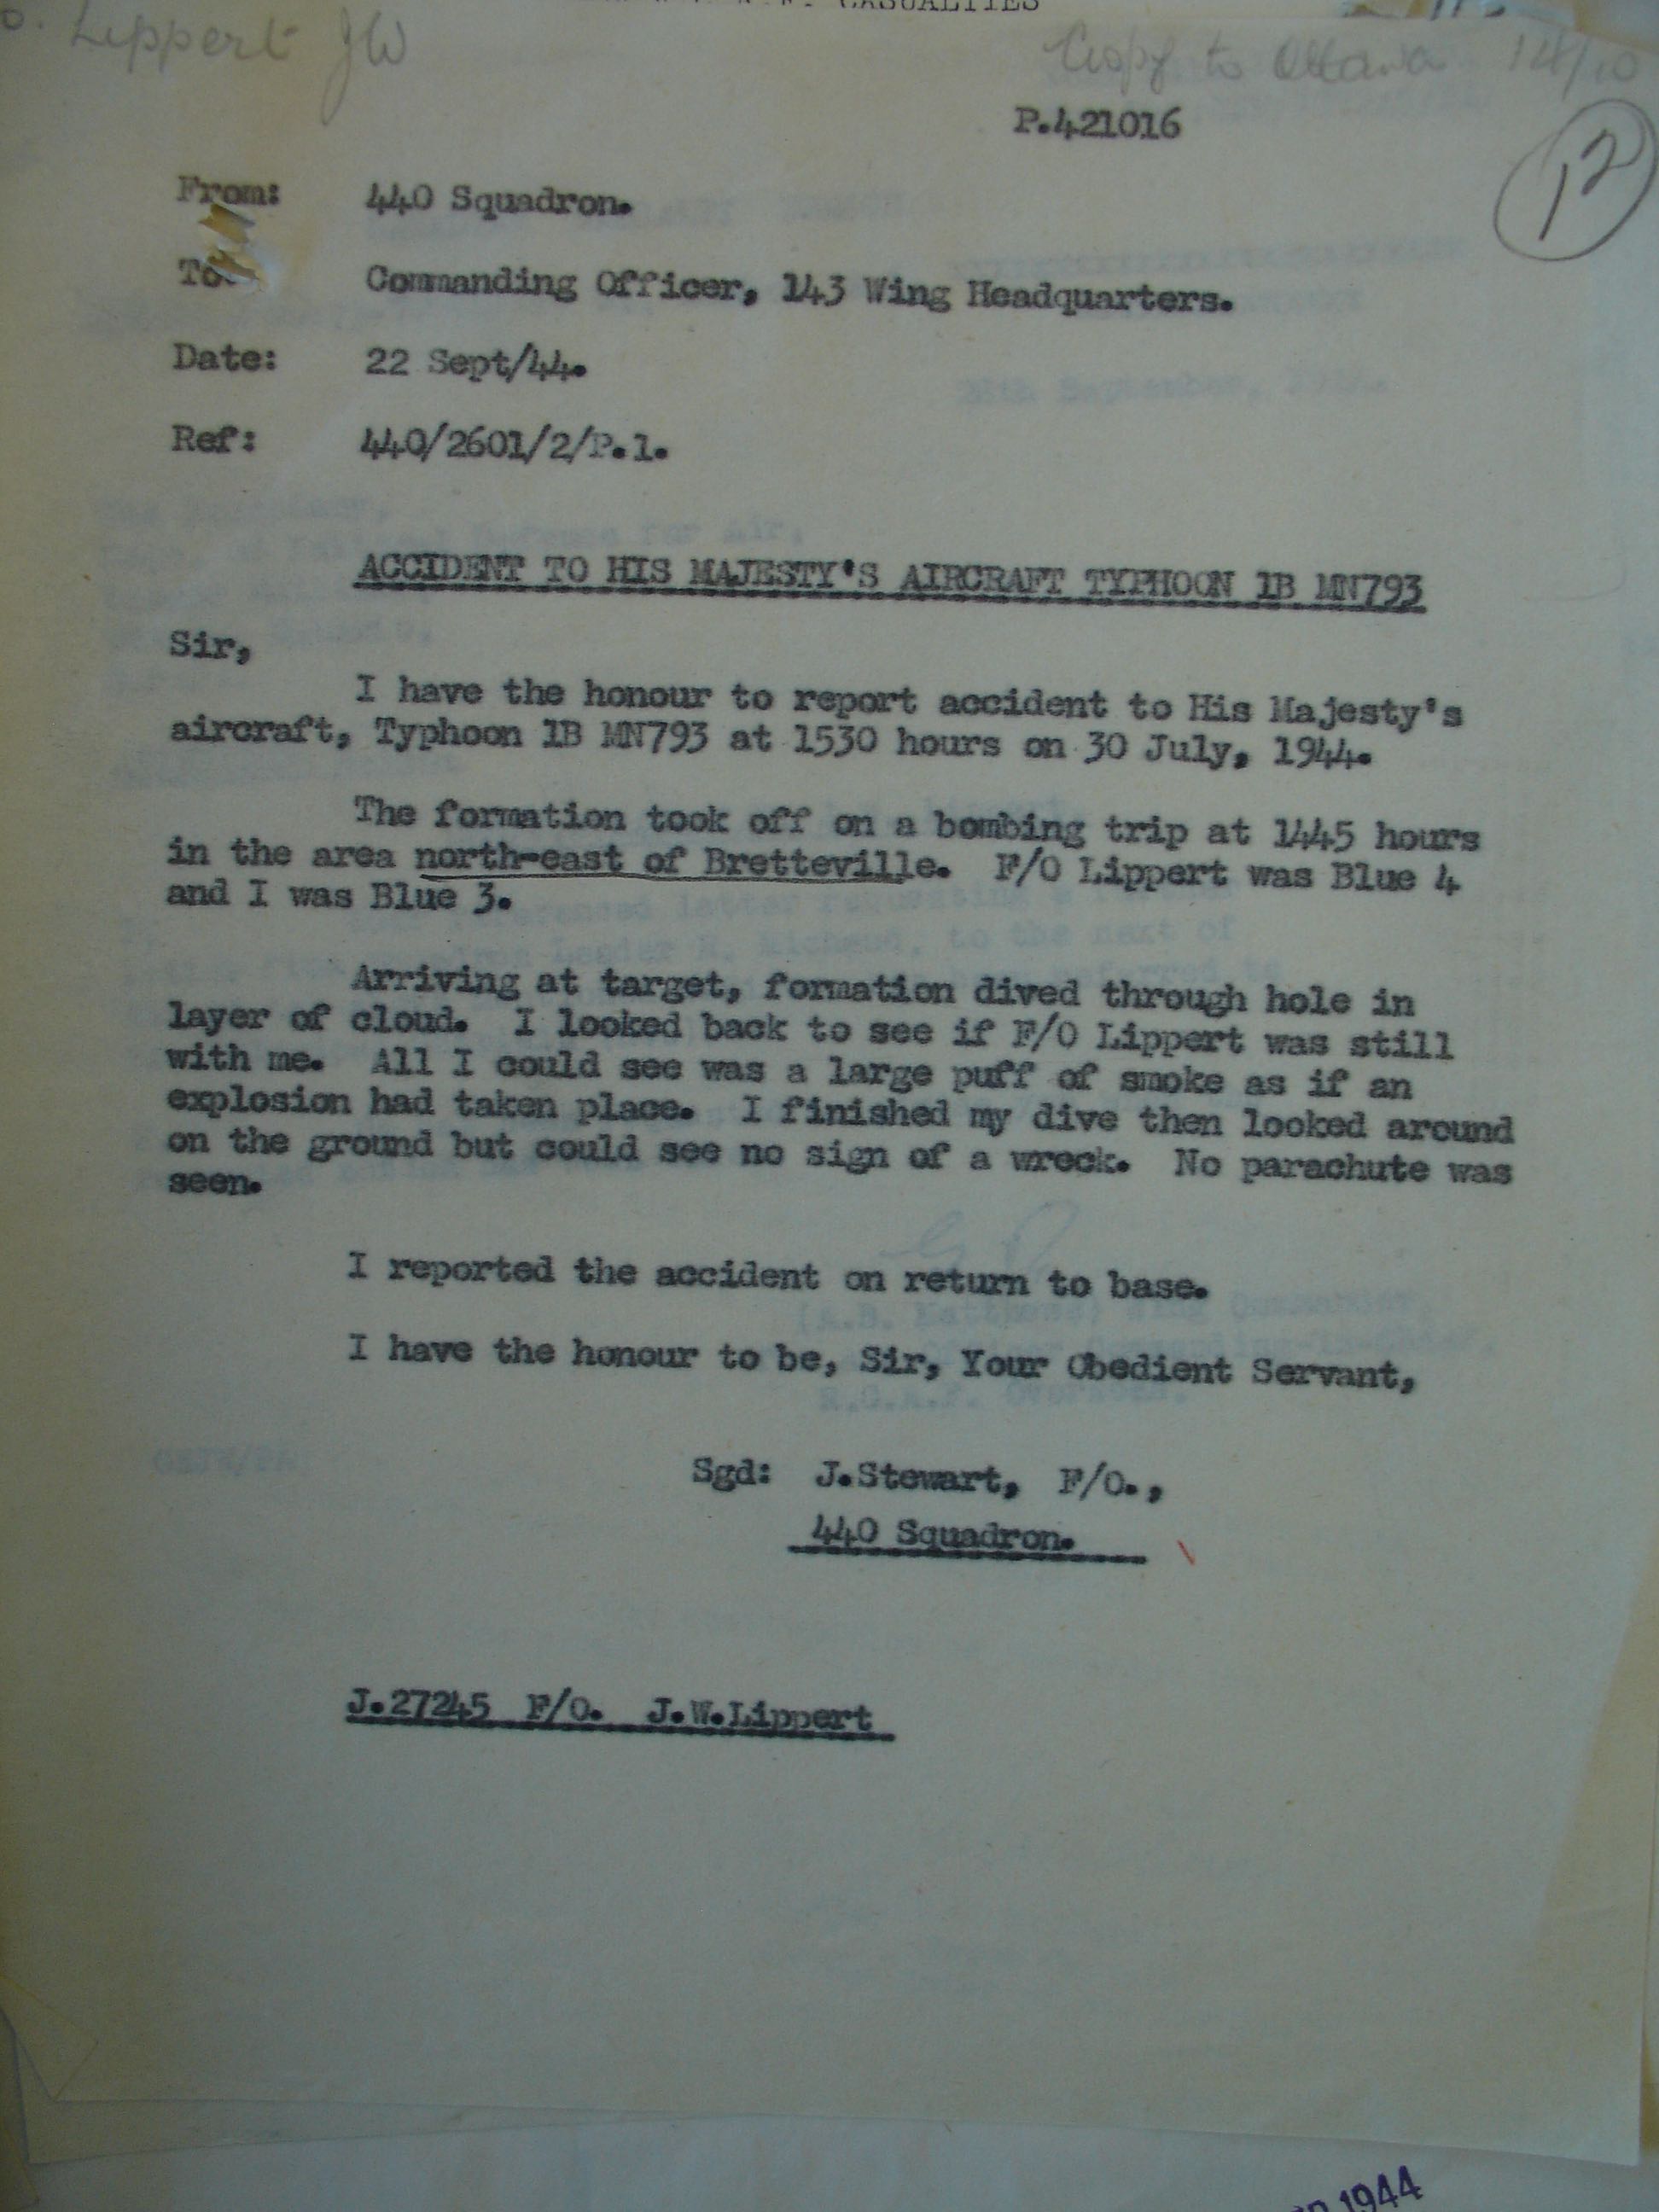 CASUALTIES
Lippert JW
Copy to Ottawa 14/10
P.421016
12
From: 440 Squadron.
To: Commanding Officer, 143 Wing Headquarters.
Date: 22 Sept/44.
Ref: 440/2601/2/P.1.
ACCIDENT TO HIS MAJESTY'S AIRCRAFT TYPHOON 1B MN793
Sir,
I have the honour to report accident to His Majesty's
aircraft, Typhoon 1B MN793 at 1530 hours on 30 July, 1944.
The formation took off on a bombing trip at 1445 hours
in the area north-east of Bretteville. F/O Lippert was Blue 4
and I was Blue 3.
Arriving at target, formation dived through hole in
layer of cloud. I looked back to see if F/O Lippert was still
with me. All I could see was a large puff of smoke as if an
explosion had taken place. I finished my dive then looked around
on the ground but could see no sign of a wreck. No parachute was
seen.
I reported the accident on return to base.
I have the honour to be, Sir, Your Obedient Servant,
Sgd: J.Stewart, F/O.,
440 Squadron.
J.27245 F/O. J.W.Lippert
1944